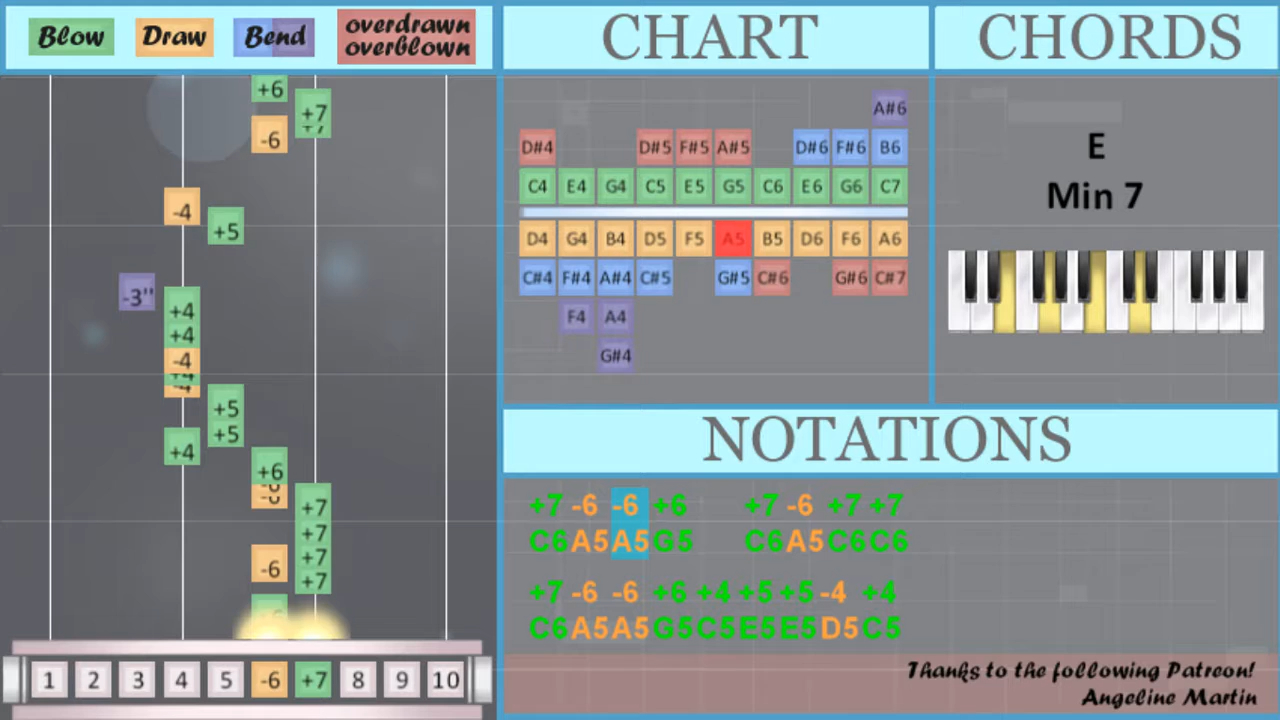 Blow Draw Bend overdrawn
overblown
CHART
CHORDS
+6
+7
+7
-6
-4
+5
-3"
+4
+4
-4
+4
-4
+5
+5
+4
+6
-6
+7
+7
+7
+7
-6
+6
1 2 3 4 5 -6 +7 8 9 10
A#6
D#4 D#5 F#5 A#5 D#6 F#6 B6
C4 E4 G4 C5 E5 G5 C6 E6 G6 C7
D4 G4 B4 D5 F5 A5 B5 D6 F6 A6
C#4 F#4 A#4 C#5 G#5 C#6 G#6 C#7
F4 A4
G#4
E
Min 7
NOTATIONS
+7 -6 -6 +6 +7 -6 +7 +7
C6 A5 A5 G5 C6 A5 C6 C6
+7 -6 -6 +6 +4 +5 +5 -4 +4
C6 A5 A5 G5 C5 E5 E5 D5 C5
Thanks to the following Patreon!
Angeline Martin